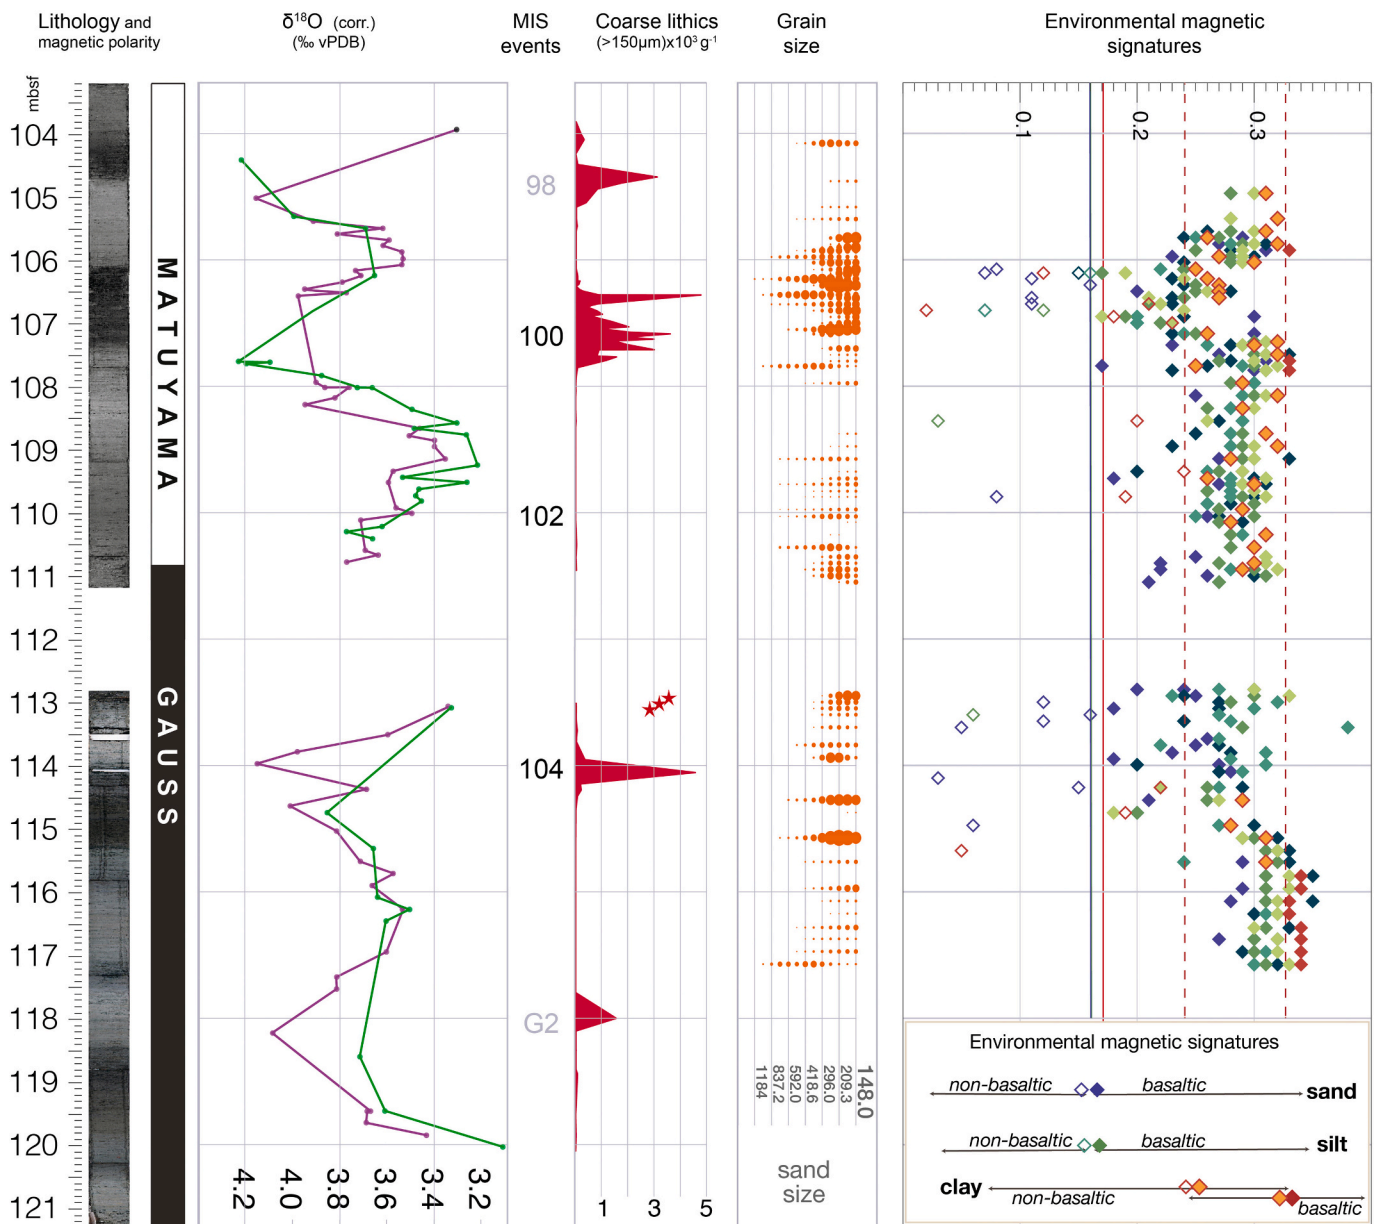 Lithology and
magnetic polarity
δ¹⁸O (corr.)
(‰ vPDB)
MIS
events
Coarse lithics
(>150µm)x10³ g⁻¹
Grain
size
Environmental magnetic
signatures
mbsf
104
105
106
107
108
109
110
111
112
113
114
115
116
117
118
119
120
121
MATUYAMA
GAUSS
4.2
4.0
3.8
3.6
3.4
3.2
98
100
102
104
G2
1
3
5
1184
837.2
592.0
418.6
296.0
209.3
148.0
sand
size
0.1
0.2
0.3
Environmental magnetic signatures
non-basaltic
basaltic
sand
non-basaltic
basaltic
silt
clay
non-basaltic
basaltic